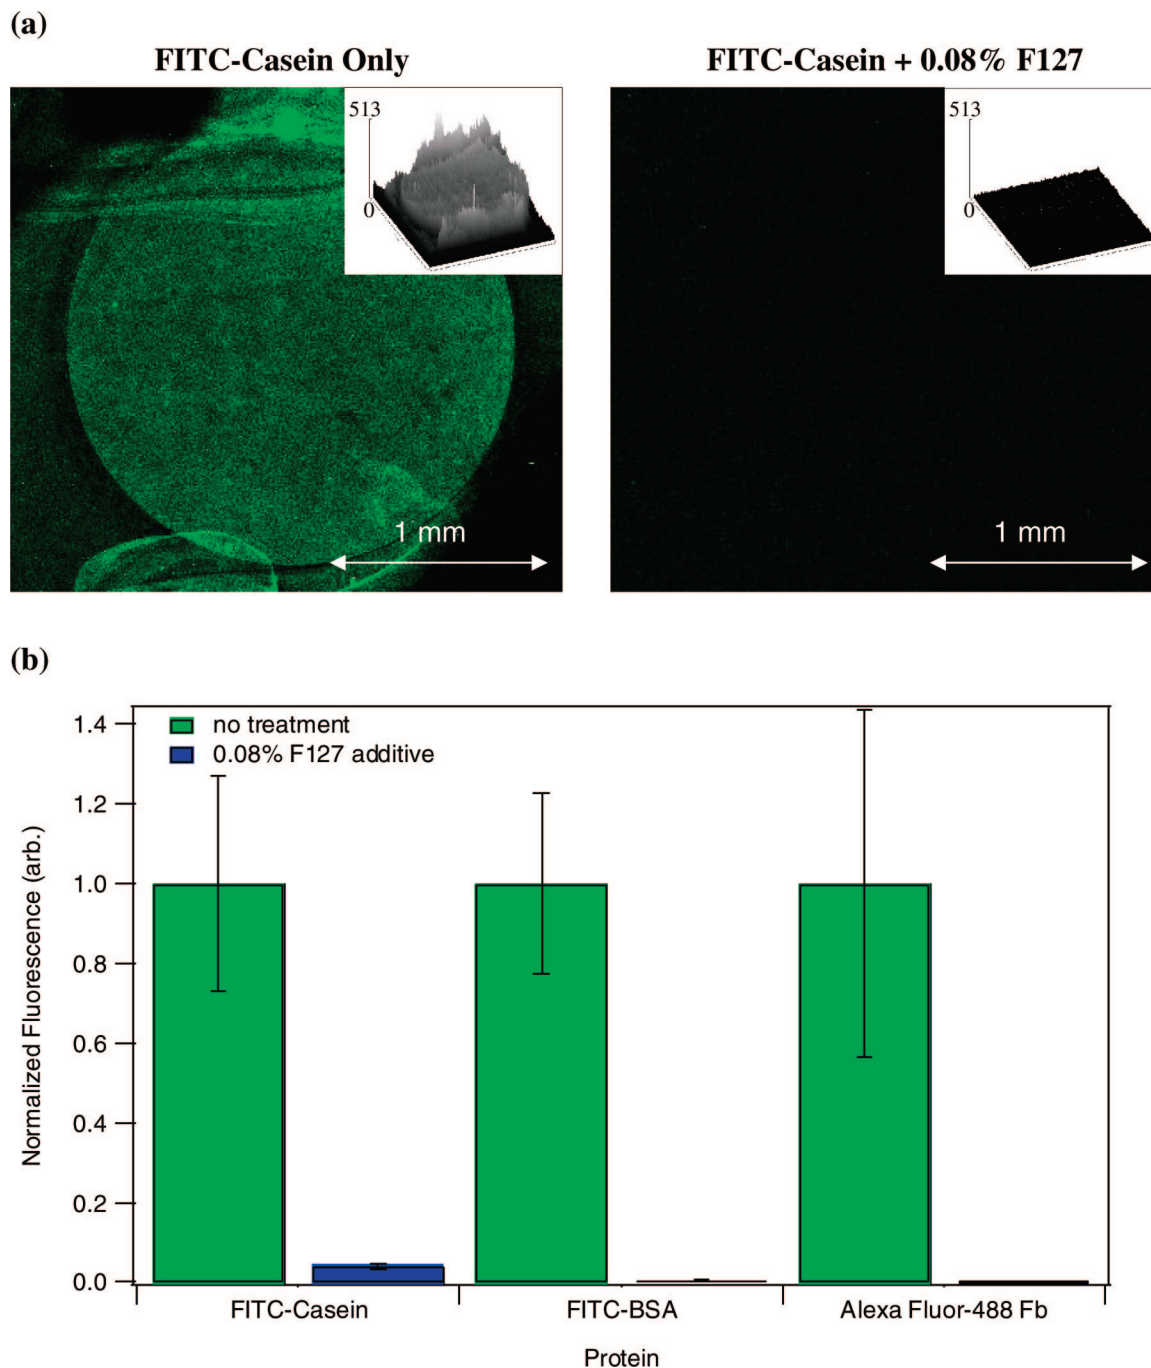 (a)
FITC-Casein Only
FITC-Casein + 0.08% F127
513
0
1 mm
513
0
1 mm
(b)
no treatment
0.08% F127 additive
1.4
1.2
1.0
0.8
0.6
0.4
0.2
0.0
Normalized Fluorescence (arb.)
FITC-Casein
FITC-BSA
Alexa Fluor-488 Fb
Protein